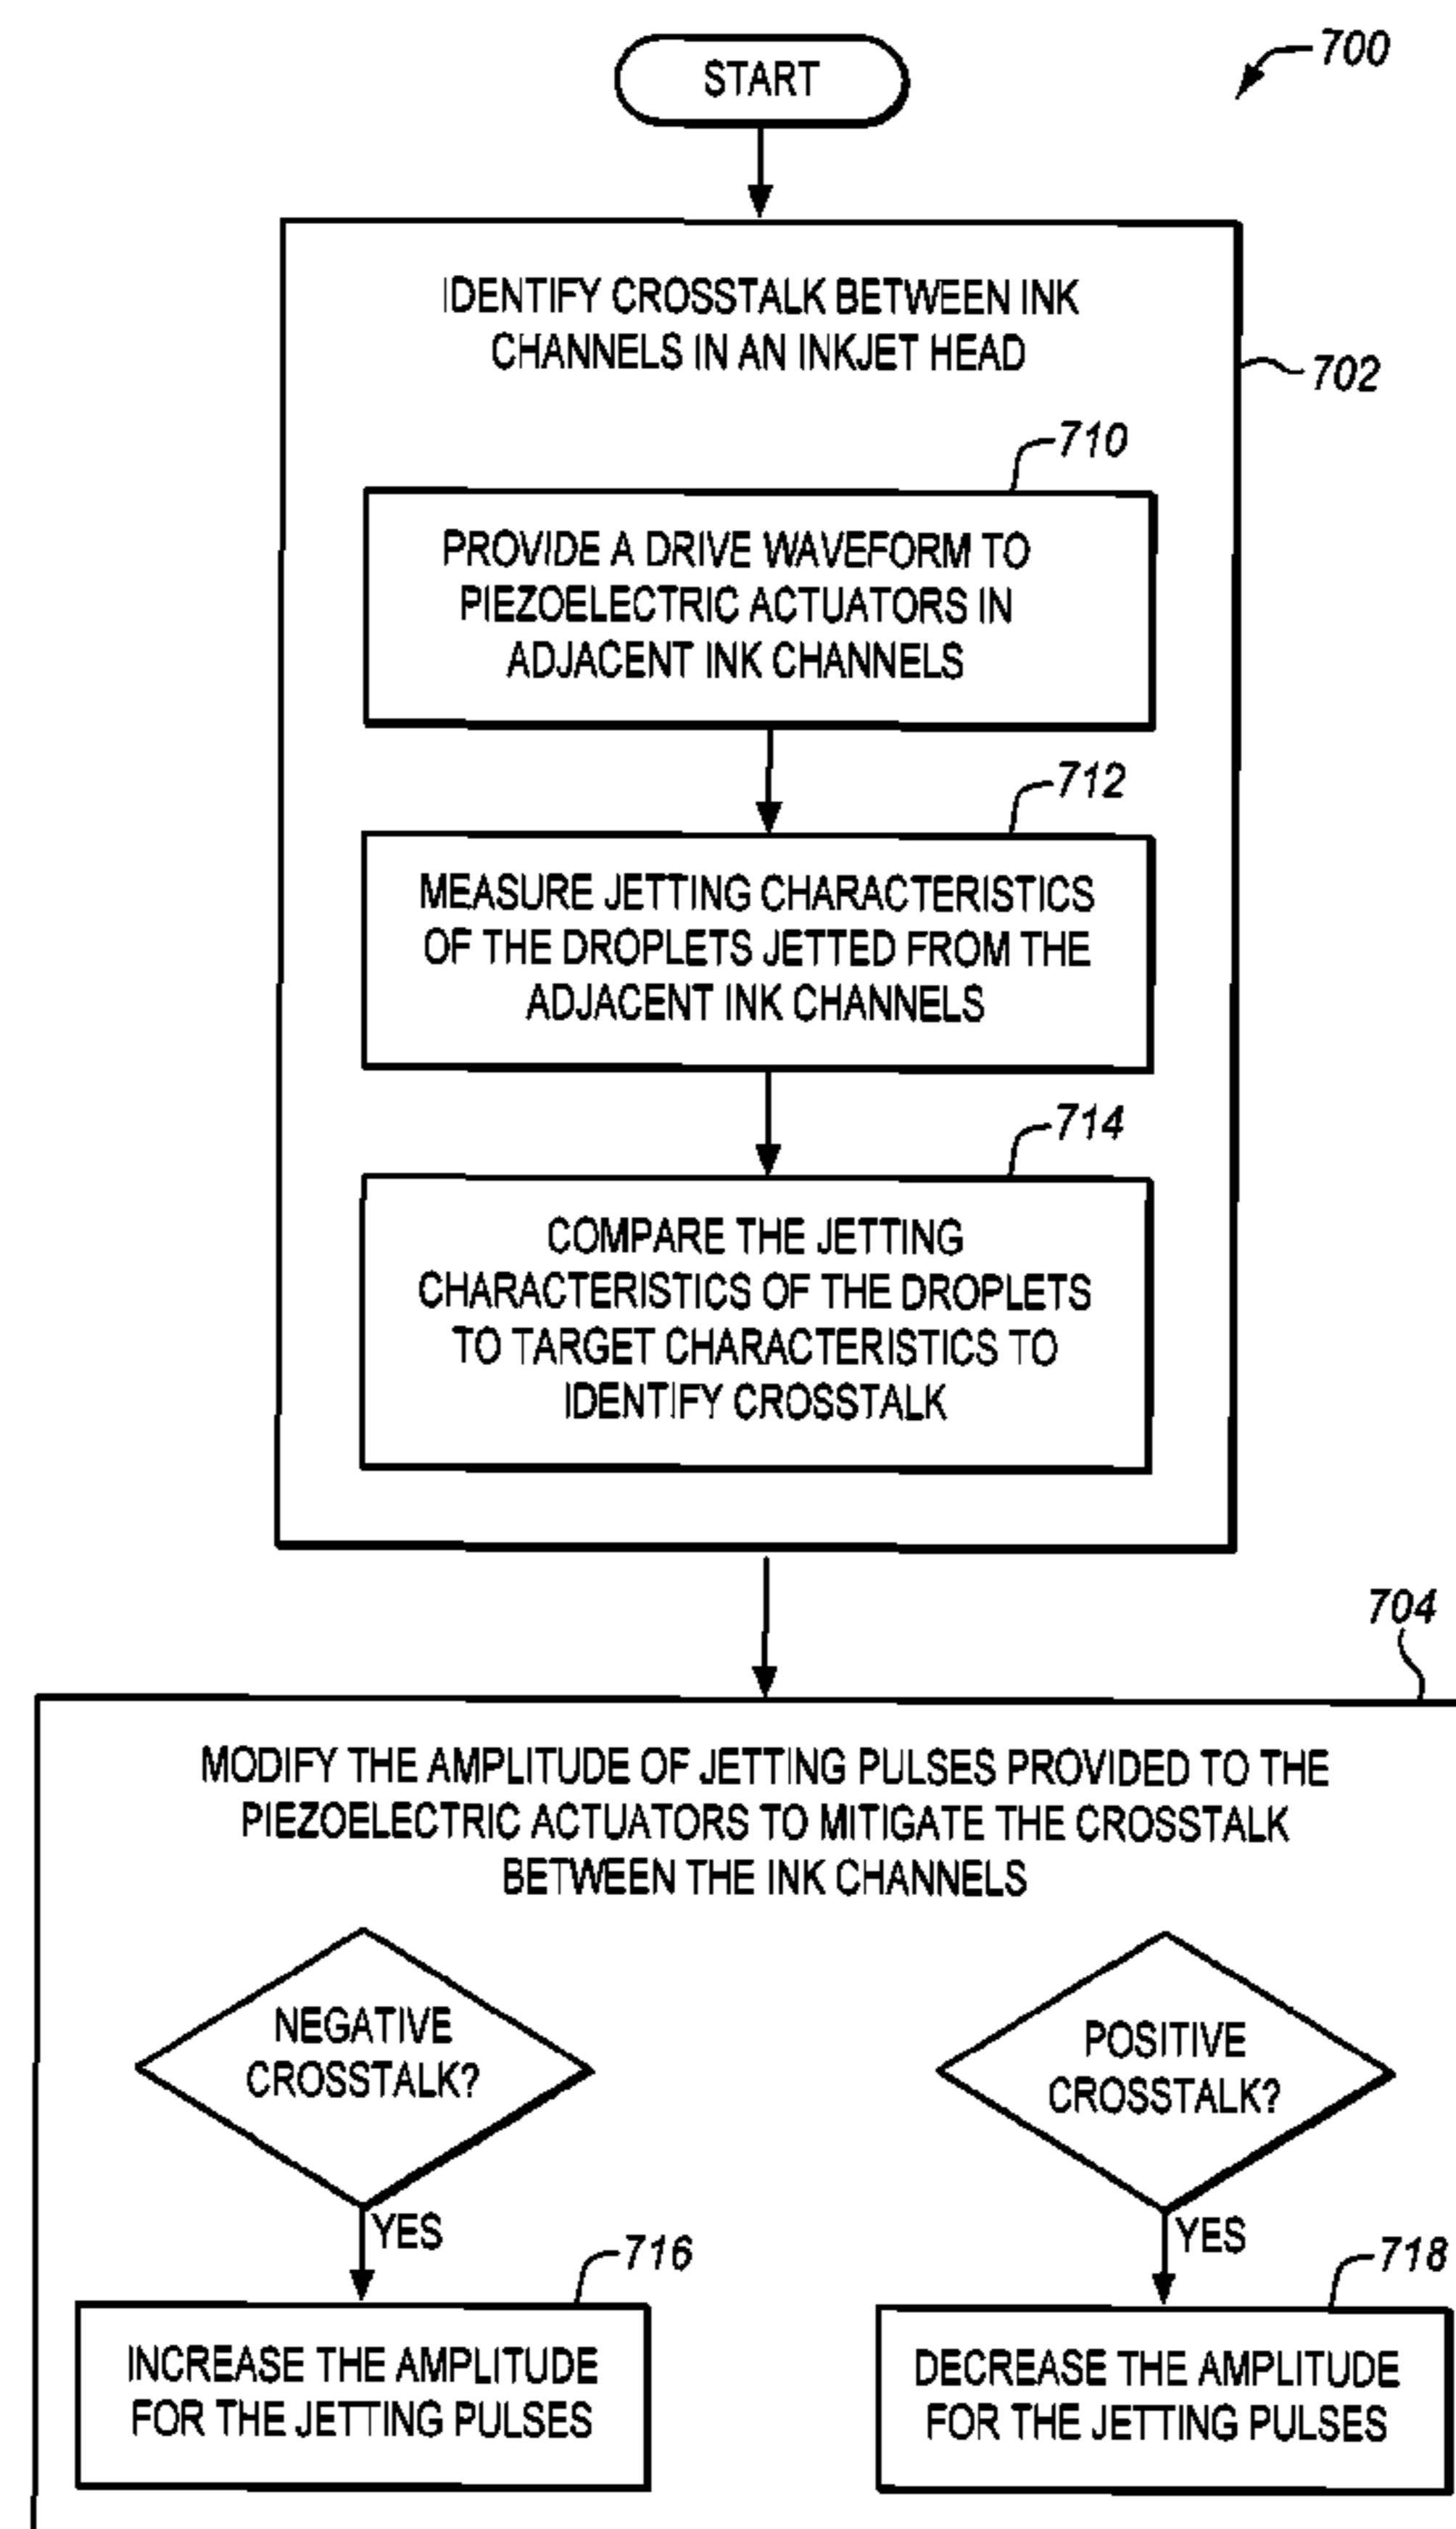 START
700
IDENTIFY CROSSTALK BETWEEN INK
CHANNELS IN AN INKJET HEAD
702
710
PROVIDE A DRIVE WAVEFORM TO
PIEZOELECTRIC ACTUATORS IN
ADJACENT INK CHANNELS
712
MEASURE JETTING CHARACTERISTICS
OF THE DROPLETS JETTED FROM THE
ADJACENT INK CHANNELS
714
COMPARE THE JETTING
CHARACTERISTICS OF THE DROPLETS
TO TARGET CHARACTERISTICS TO
IDENTIFY CROSSTALK
704
MODIFY THE AMPLITUDE OF JETTING PULSES PROVIDED TO THE
PIEZOELECTRIC ACTUATORS TO MITIGATE THE CROSSTALK
BETWEEN THE INK CHANNELS
NEGATIVE
CROSSTALK?
YES
716
INCREASE THE AMPLITUDE
FOR THE JETTING PULSES
POSITIVE
CROSSTALK?
YES
718
DECREASE THE AMPLITUDE
FOR THE JETTING PULSES